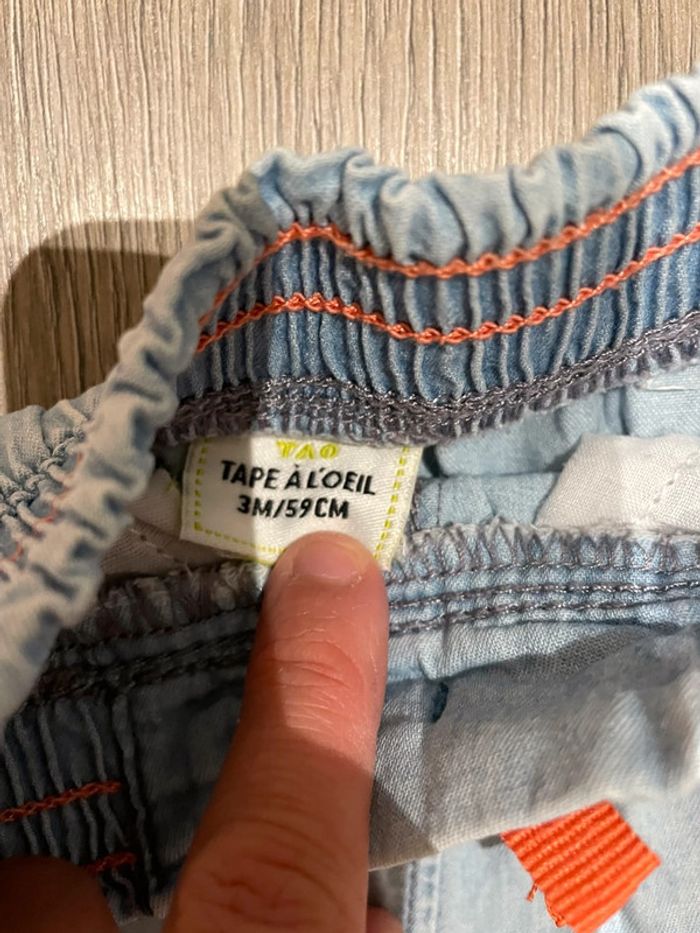 TAO
TAPE À L'OEIL
3M/59CM